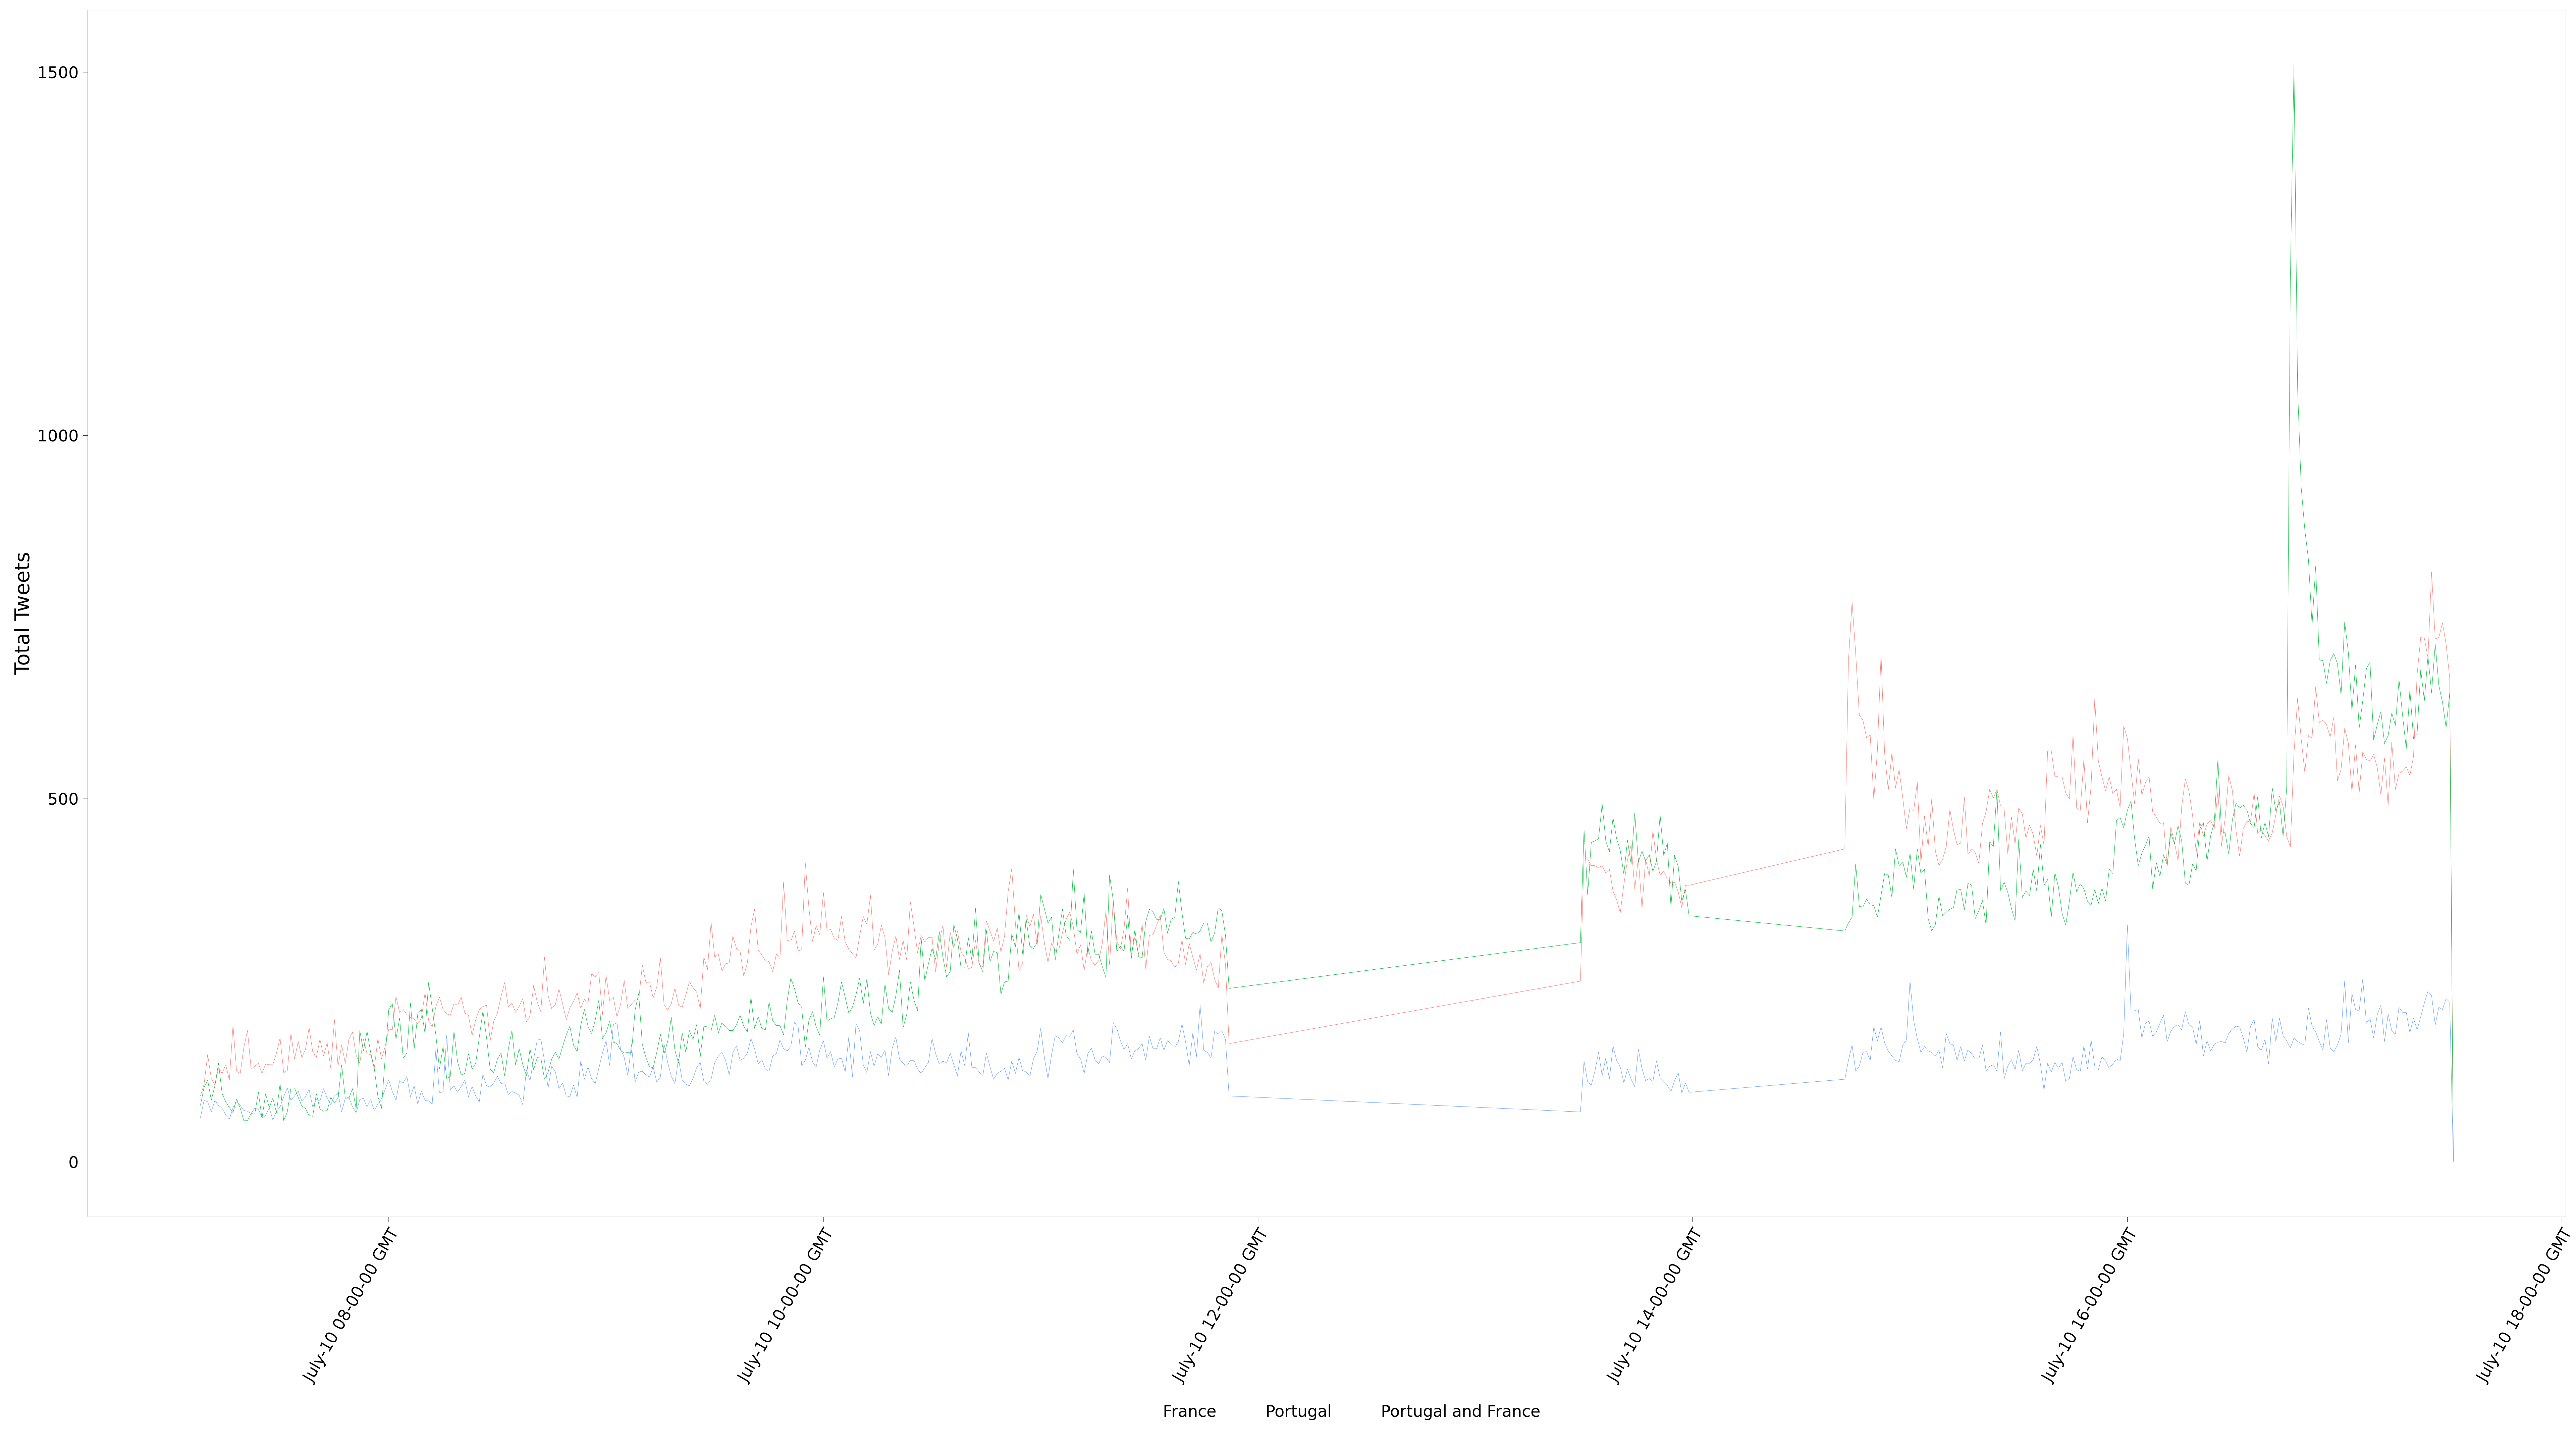 Total Tweets
1500
1000
500
0
July-10 08-00-00 GMT
July-10 10-00-00 GMT
July-10 12-00-00 GMT
July-10 14-00-00 GMT
July-10 16-00-00 GMT
July-10 18-00-00 GMT
France Portugal Portugal and France